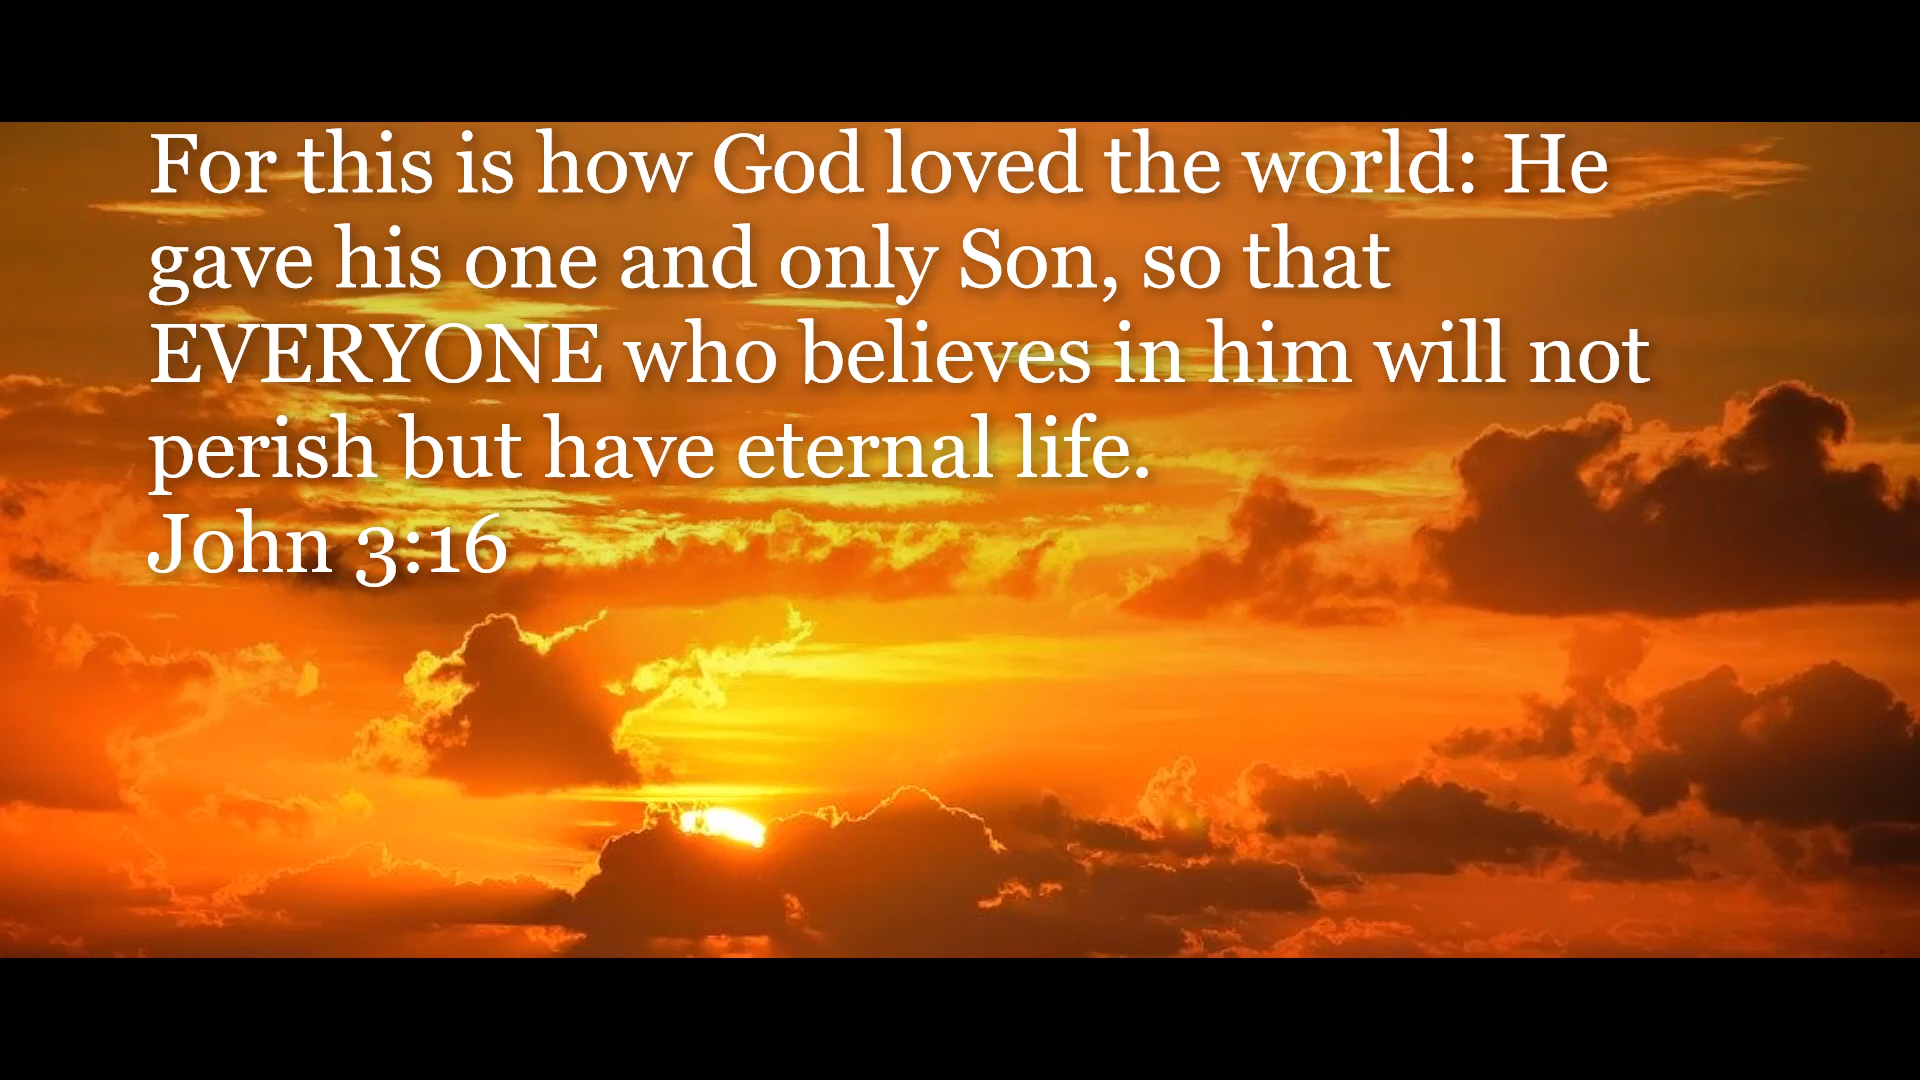 For this is how God loved the world: He
gave his one and only Son, so that
EVERYONE who believes in him will not
perish but have eternal life.
John 3:16